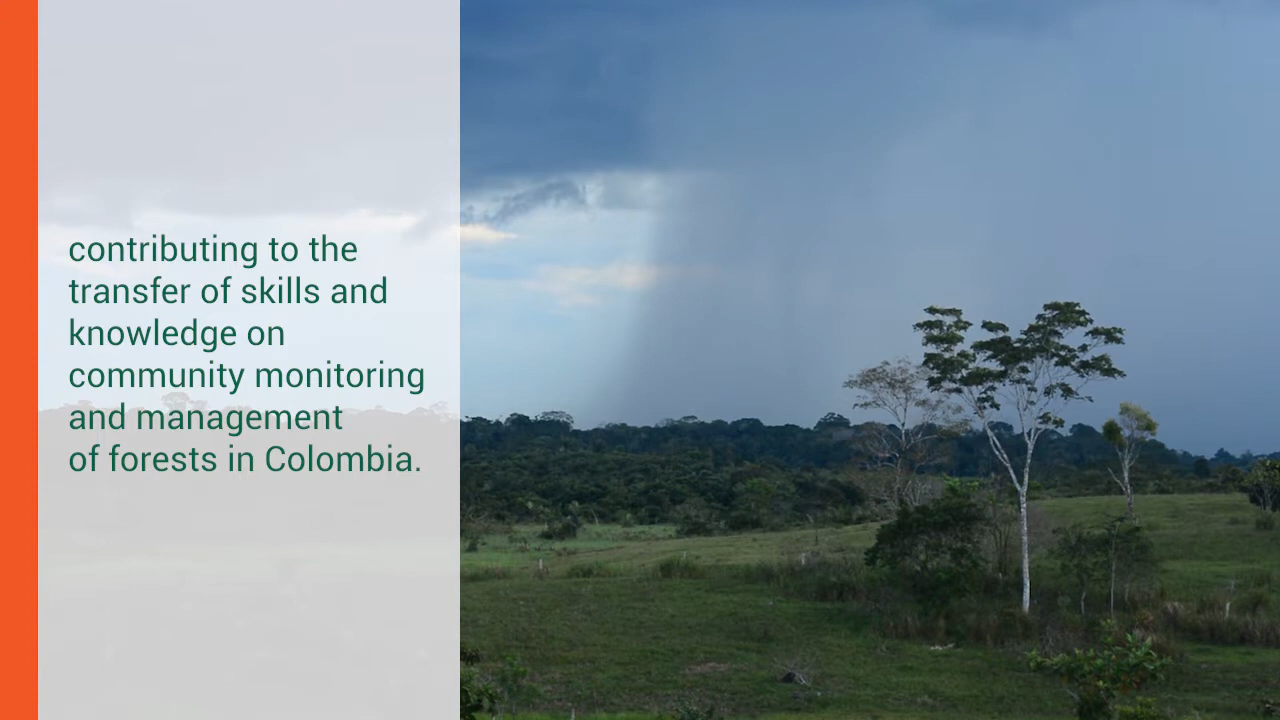 contributing to the
transfer of skills and
knowledge on
community monitoring
and management
of forests in Colombia.